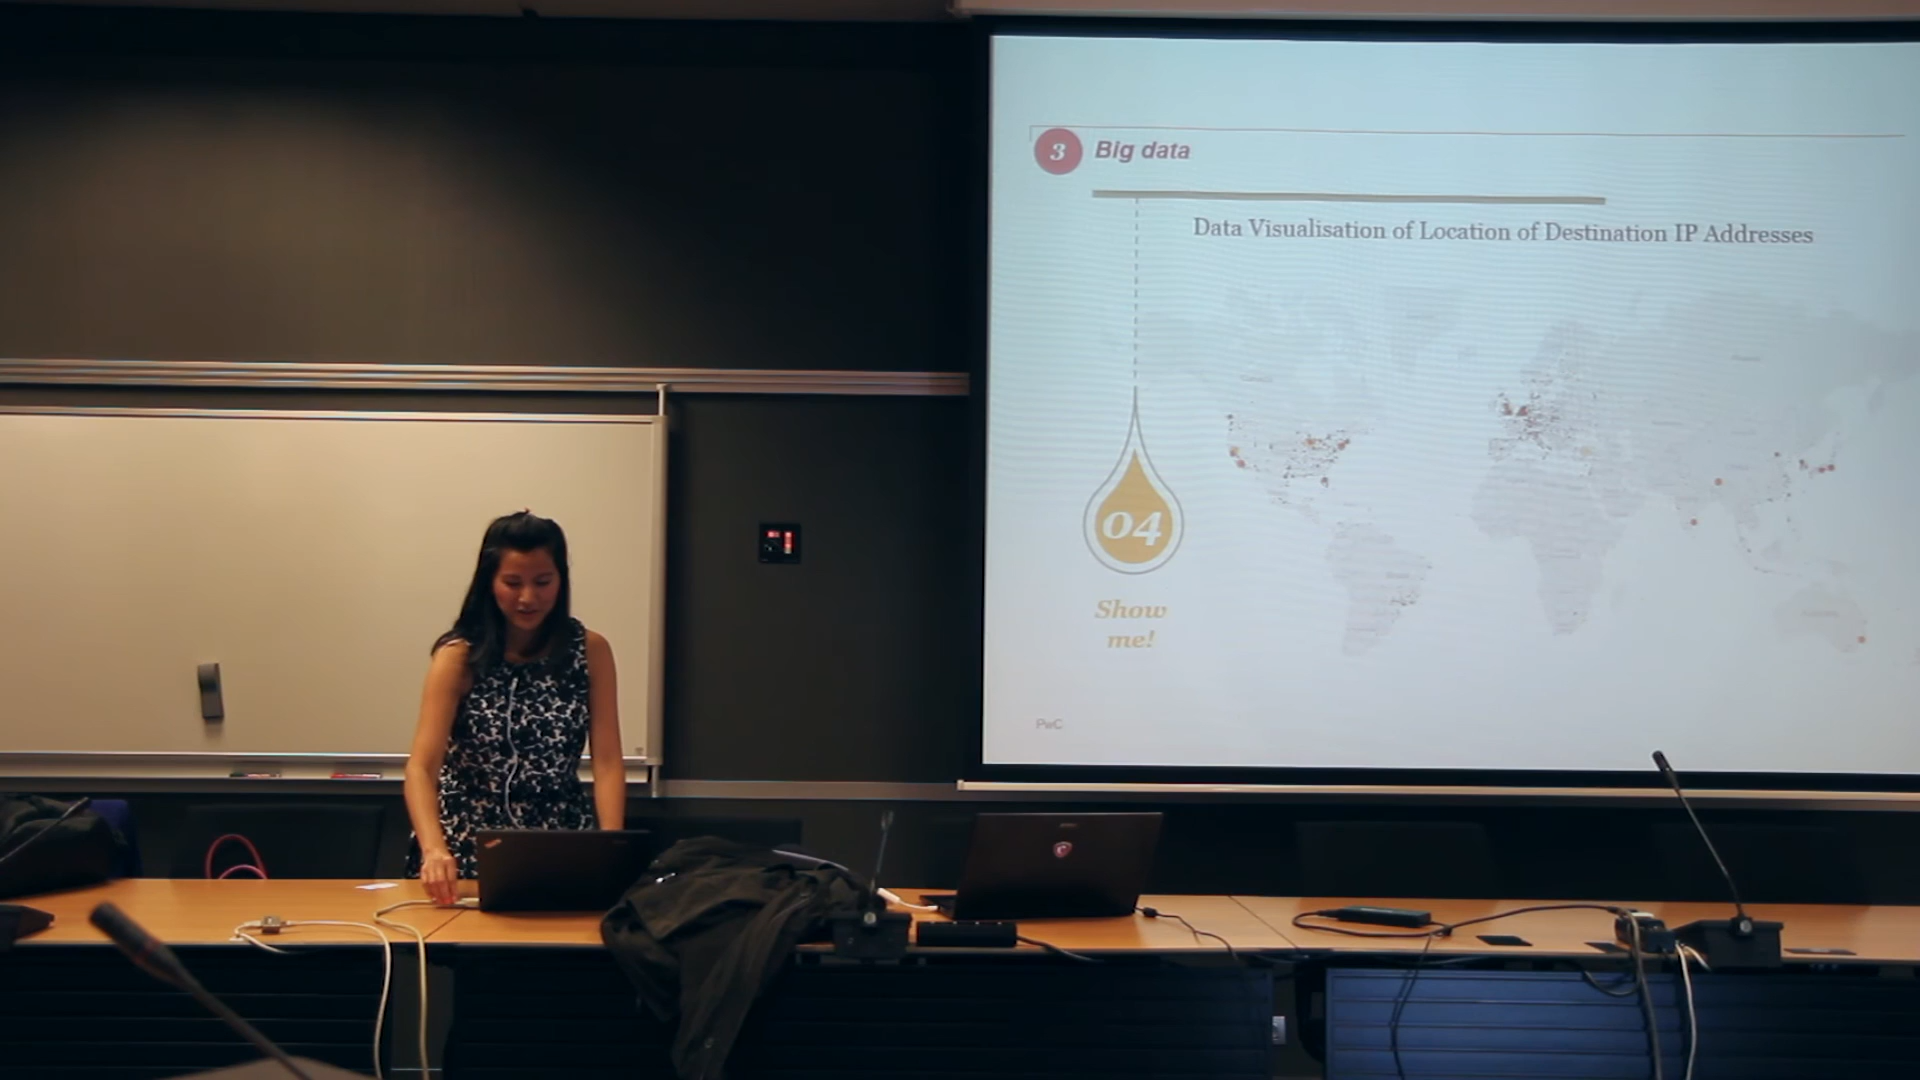 3 Big data
Data Visualisation of Location of Destination IP Addresses
04
Show
me!
PwC